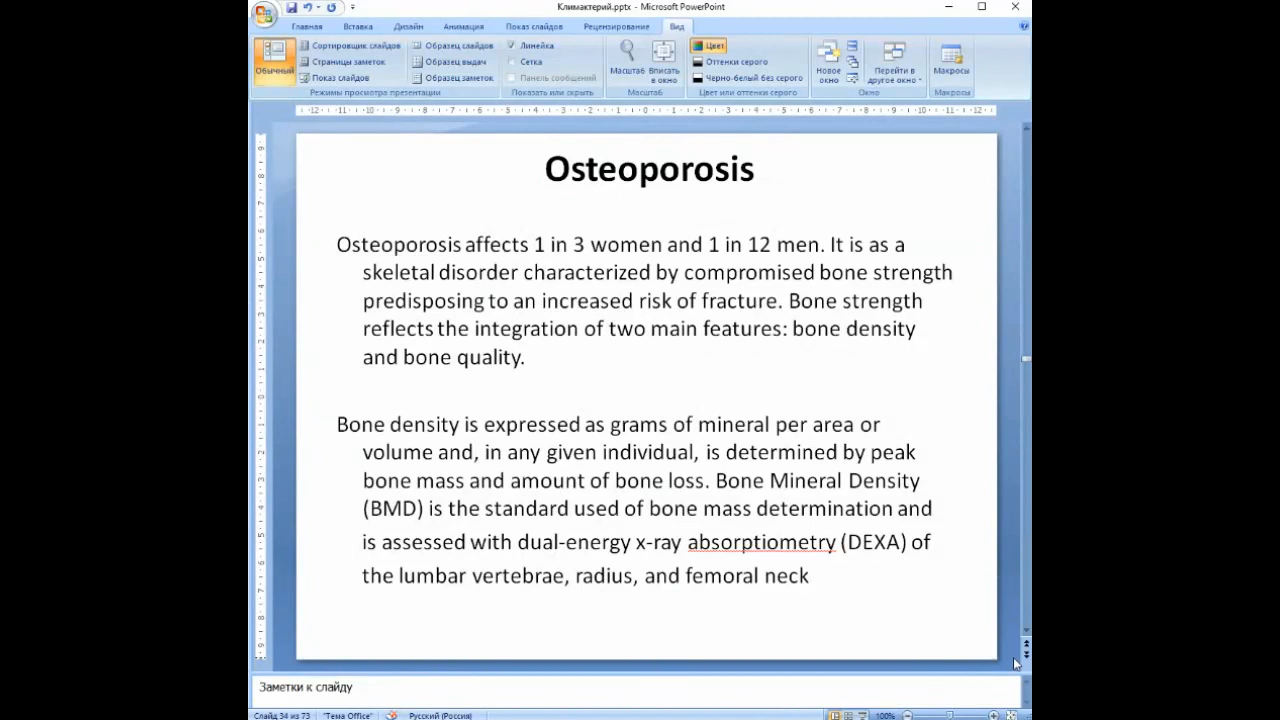 Климактерий.pptx - Microsoft PowerPoint
Главная Вставка Дизайн Анимация Показ слайдов Рецензирование Вид
Обычный
Сортировщик слайдов
Страницы заметок
Показ слайдов
Образец слайдов
Образец выдач
Образец заметок
Режимы просмотра презентации
Линейка
Сетка
Панель сообщений
Показать или скрыть
Масштаб
Вписать в окно
Масштаб
Цвет
Оттенки серого
Черно-белый без серого
Цвет или оттенки серого
Новое окно
Перейти в другое окно
Окно
Макросы
Макросы
Osteoporosis
Osteoporosis affects 1 in 3 women and 1 in 12 men. It is as a
skeletal disorder characterized by compromised bone strength
predisposing to an increased risk of fracture. Bone strength
reflects the integration of two main features: bone density
and bone quality.
Bone density is expressed as grams of mineral per area or
volume and, in any given individual, is determined by peak
bone mass and amount of bone loss. Bone Mineral Density
(BMD) is the standard used of bone mass determination and
is assessed with dual-energy x-ray absorptiometry (DEXA) of
the lumbar vertebrae, radius, and femoral neck
Заметки к слайду
Слайд 34 из 73 "Тема Office" Русский (Россия) 100%